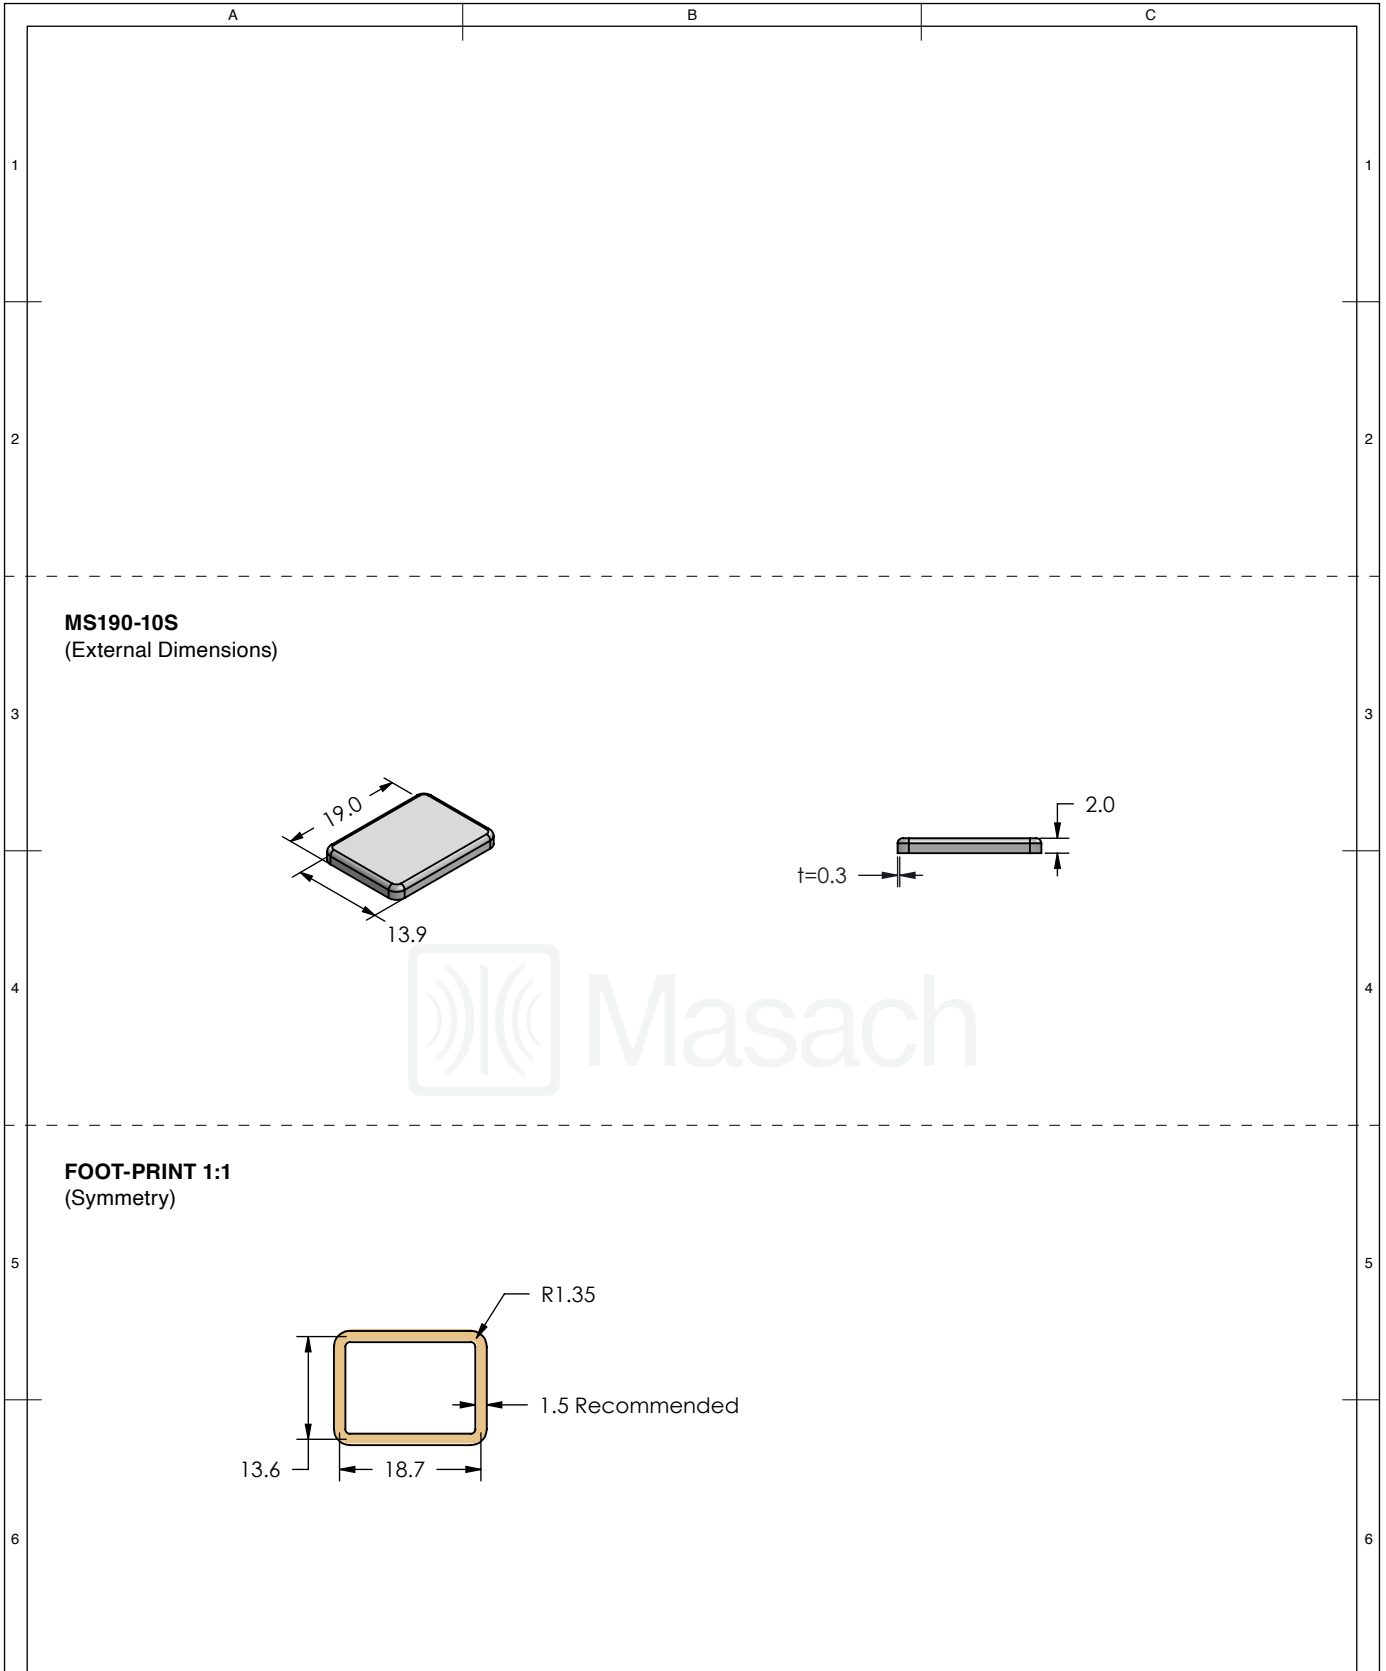 A B C
1 1
2 2
MS190-10S
(External Dimensions)
3 3
19.0
2.0
t=0.3
13.9
Masach
4 4
FOOT-PRINT 1:1
(Symmetry)
5 5
R1.35
1.5 Recommended
13.6 18.7
6 6